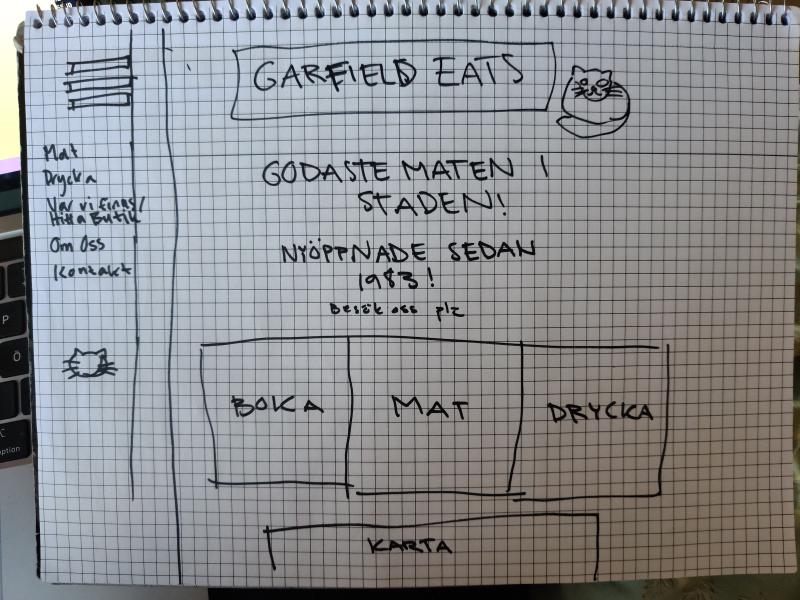 GARFIELD EATS
Mat
Drycka
Var vi finns/
Hitta Butik
Om Oss
Kontakt
GODASTE MATEN I
STADEN!
NYÖPPNADE SEDAN
1983!
Besök oss plz
BOKA
MAT
DRYCKA
KARTA
P
Ö
option